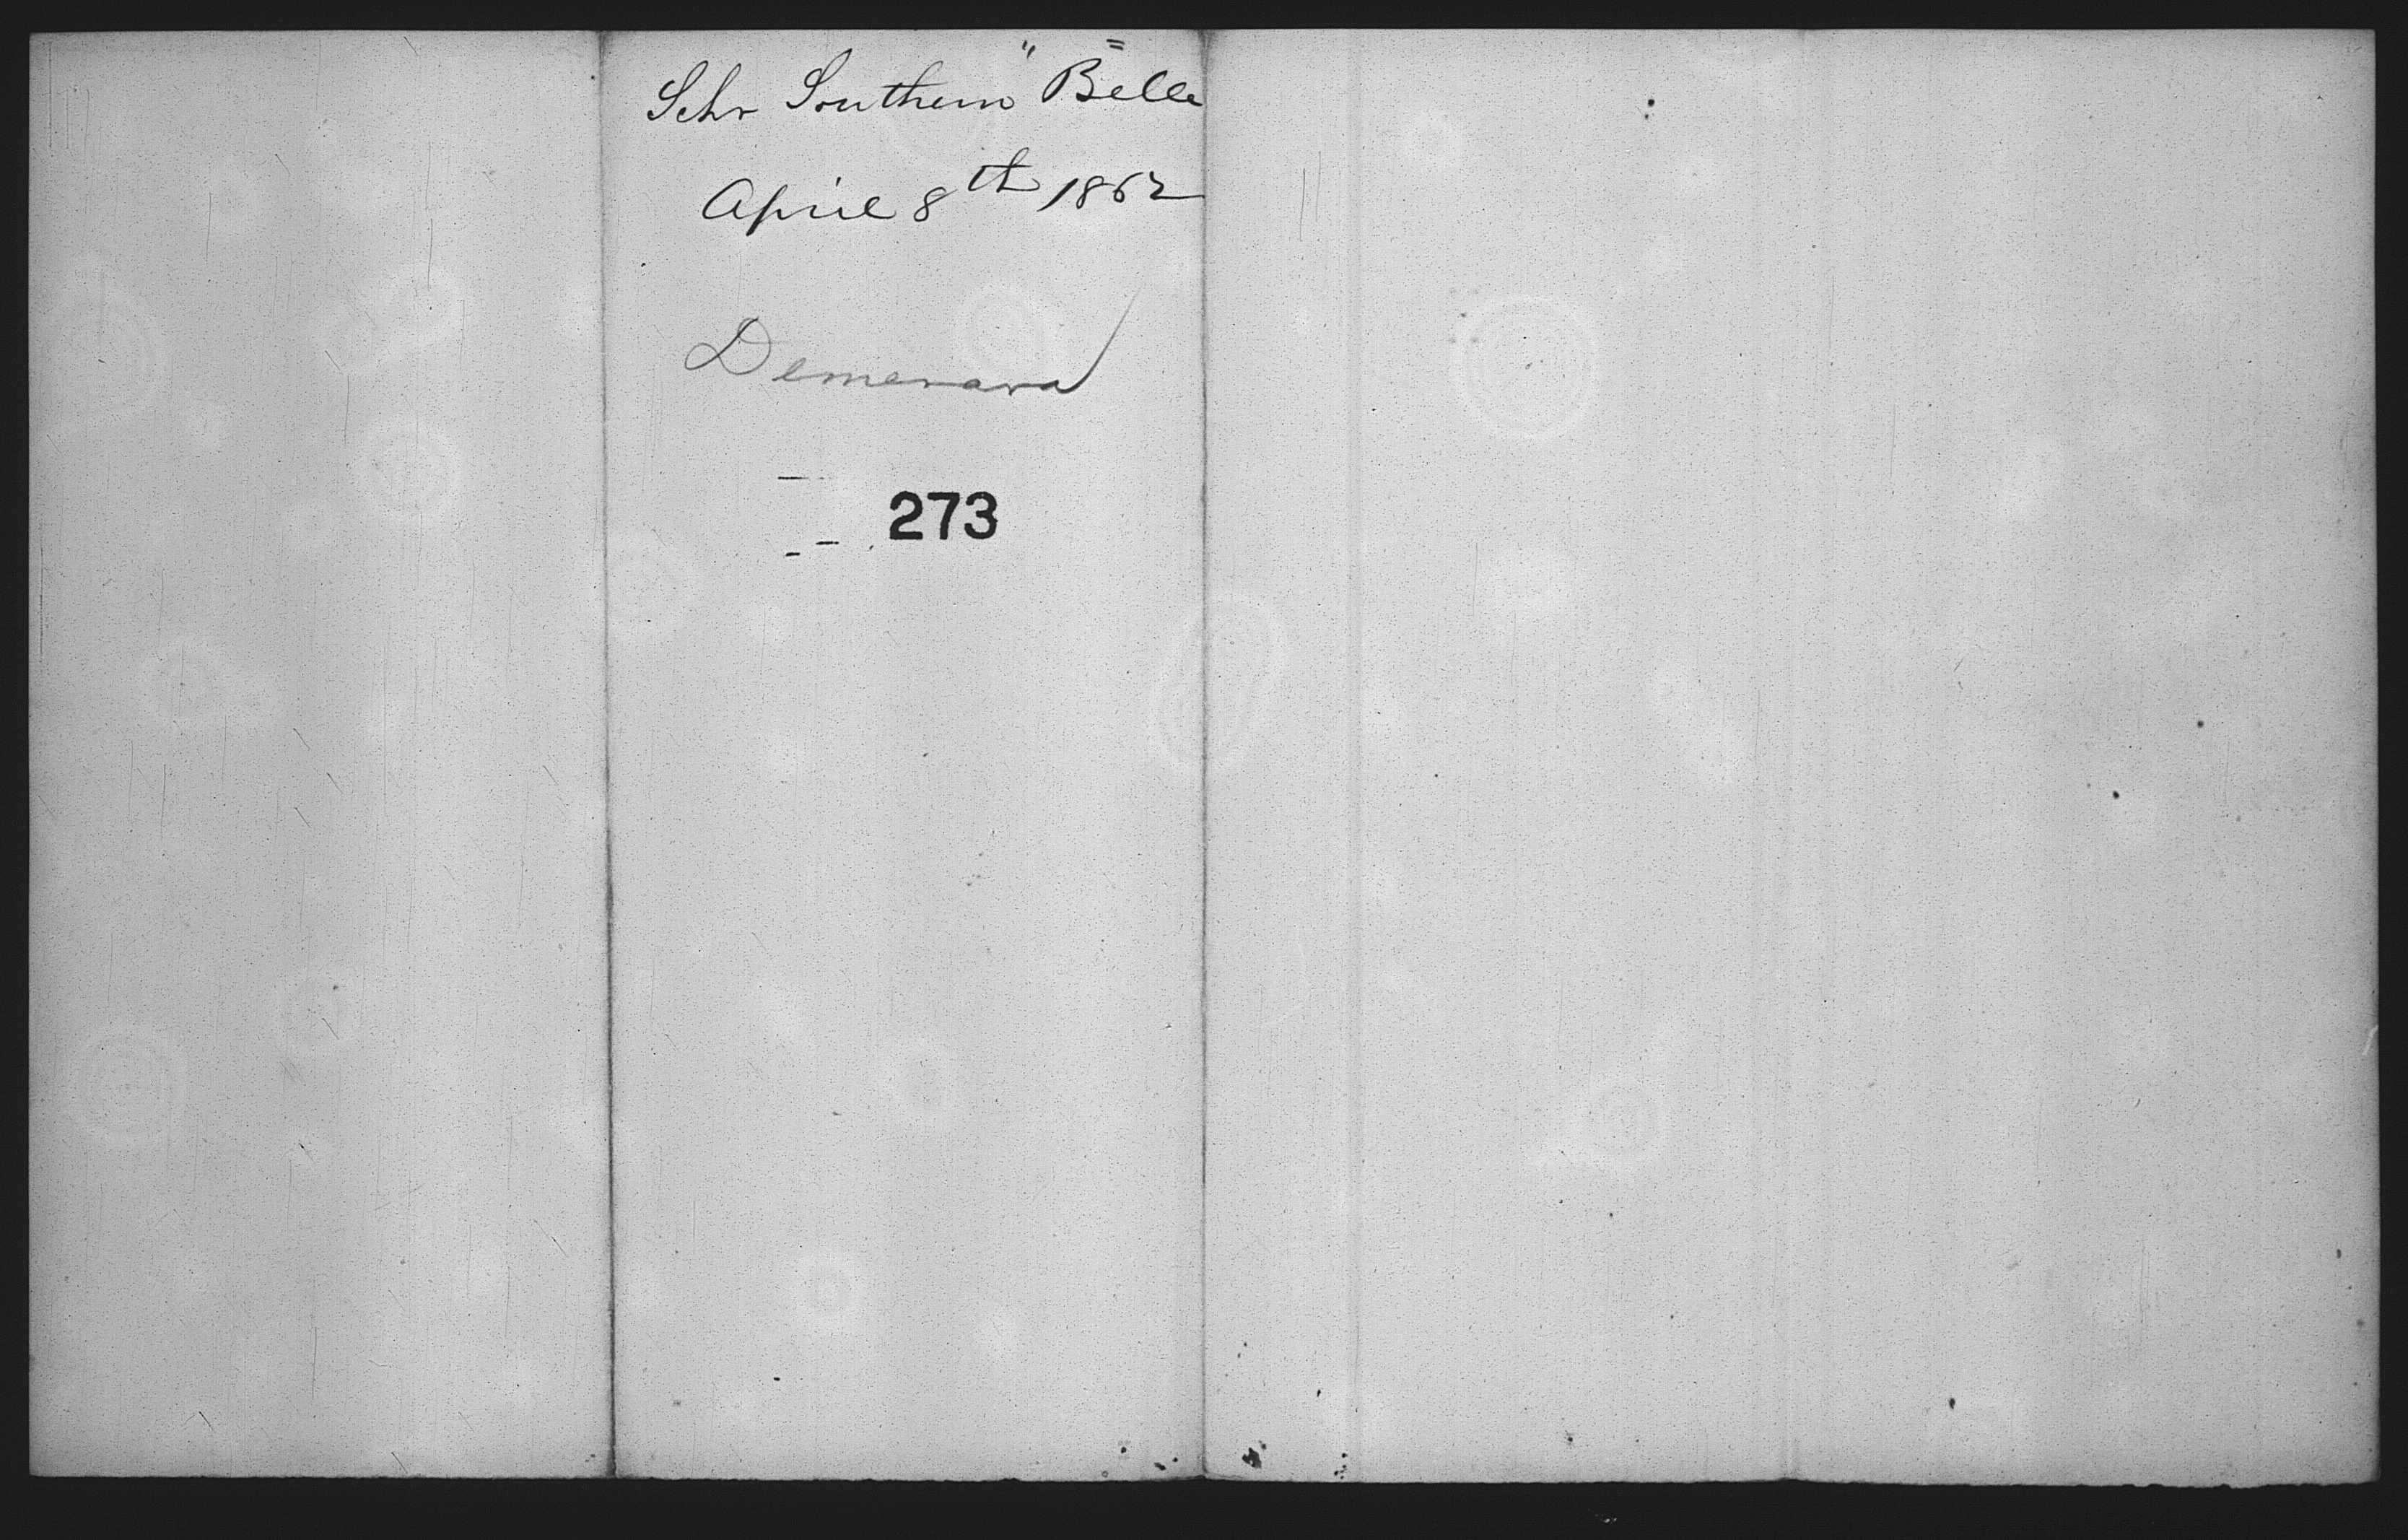 Schr Southern Belle
April 8th 1862
Demerara
273